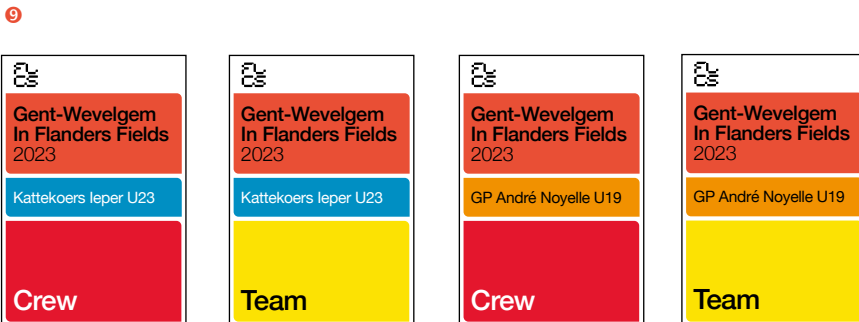 9
Gent-Wevelgem
In Flanders Fields
2023
Kattekoers Ieper U23
Crew
Gent-Wevelgem
In Flanders Fields
2023
Kattekoers Ieper U23
Team
Gent-Wevelgem
In Flanders Fields
2023
GP André Noyelle U19
Crew
Gent-Wevelgem
In Flanders Fields
2023
GP André Noyelle U19
Team